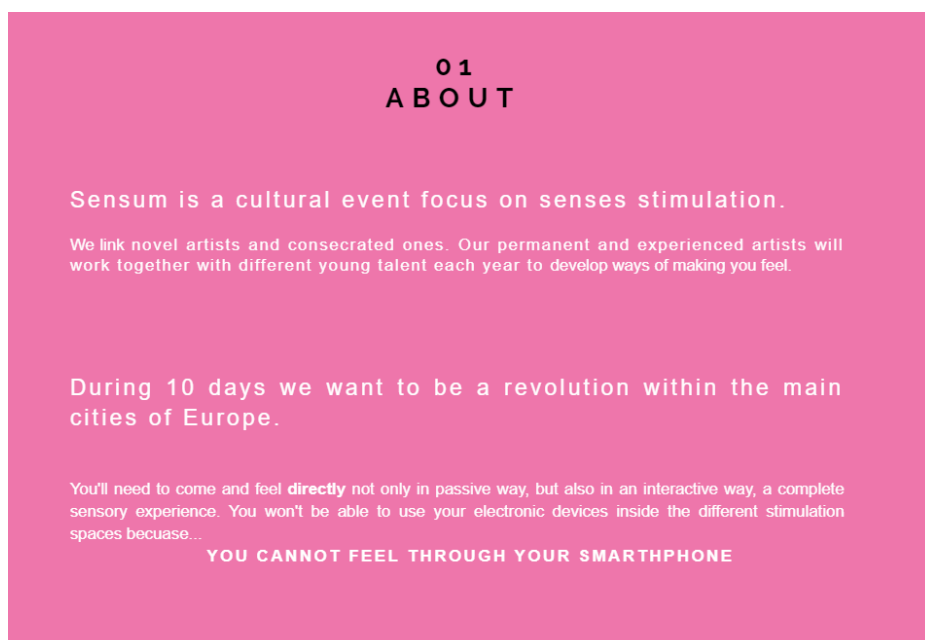 01
ABOUT
Sensum is a cultural event focus on senses stimulation.
We link novel artists and consecrated ones. Our permanent and experienced artists will
work together with different young talent each year to develop ways of making you feel.
During 10 days we want to be a revolution within the main
cities of Europe.
You'll need to come and feel directly not only in passive way, but also in an interactive way, a complete
sensory experience. You won't be able to use your electronic devices inside the different stimulation
spaces becuase...
YOU CANNOT FEEL THROUGH YOUR SMARTHPHONE